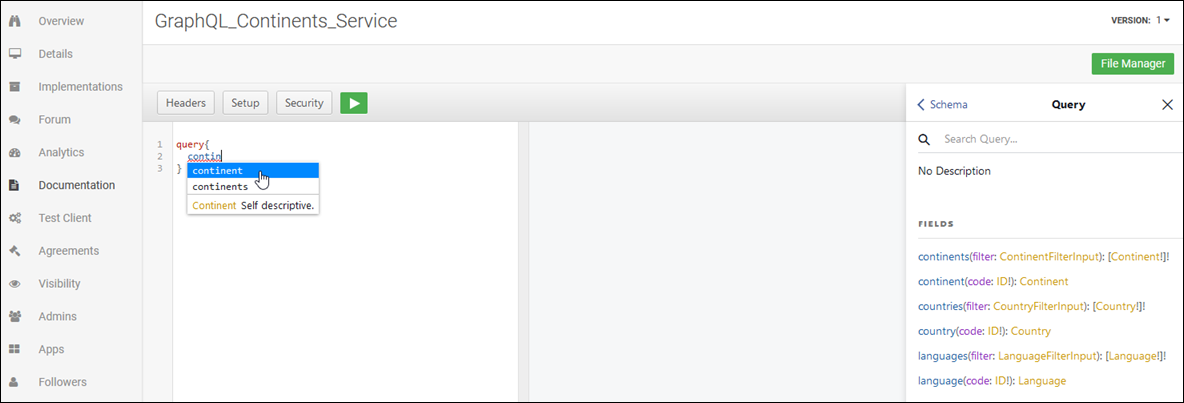 Overview
Details
Implementations
Forum
Analytics
Documentation
Test Client
Agreements
Visibility
Admins
Apps
Followers
GraphQL_Continents_Service
VERSION: 1
File Manager
Headers Setup Security
1 query{
2 contin
3 }
continent
continents
Continent Self descriptive.
Schema Query
Search Query...
No Description
FIELDS
continents(filter: ContinentFilterInput): [Continent!]!
continent(code: ID!): Continent
countries(filter: CountryFilterInput): [Country!]!
country(code: ID!): Country
languages(filter: LanguageFilterInput): [Language!]!
language(code: ID!): Language